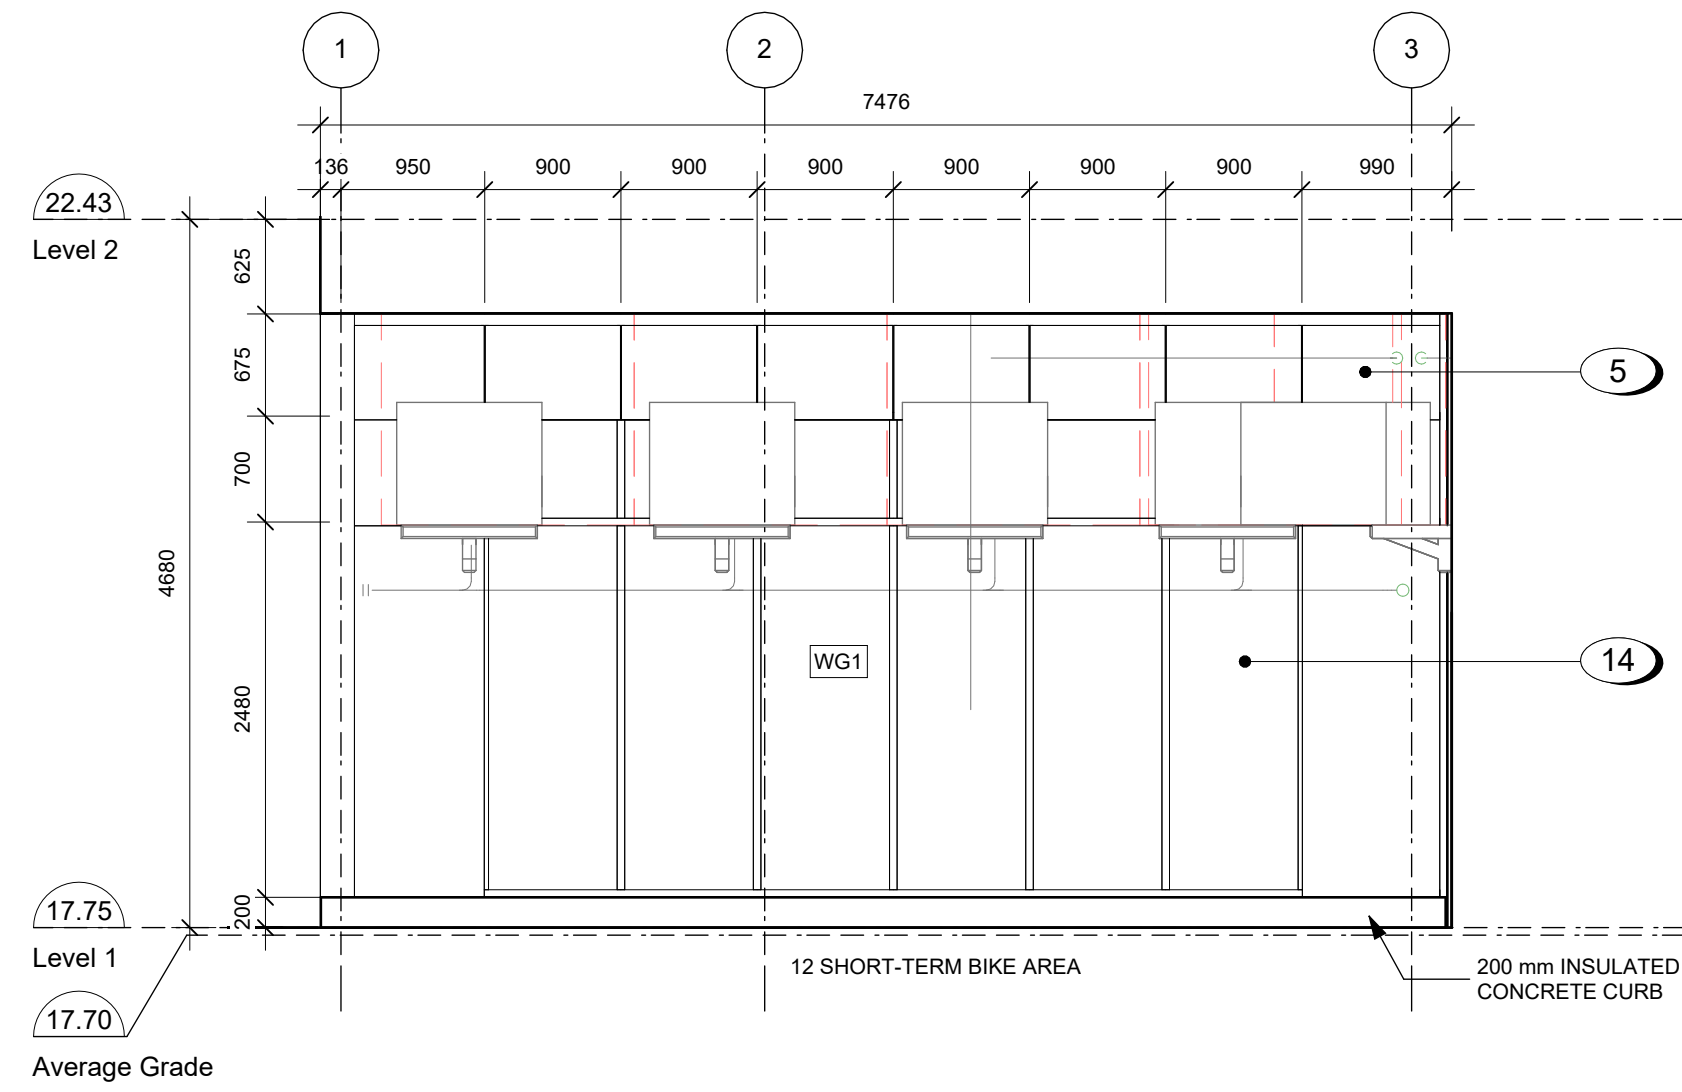 1
2
3
7476
136 950 900 900 900 900 900 900 990
22.43
Level 2
625
675
5
700
4680
WG1
14
2480
200
17.75
Level 1
12 SHORT-TERM BIKE AREA
200 mm INSULATED
CONCRETE CURB
17.70
Average Grade